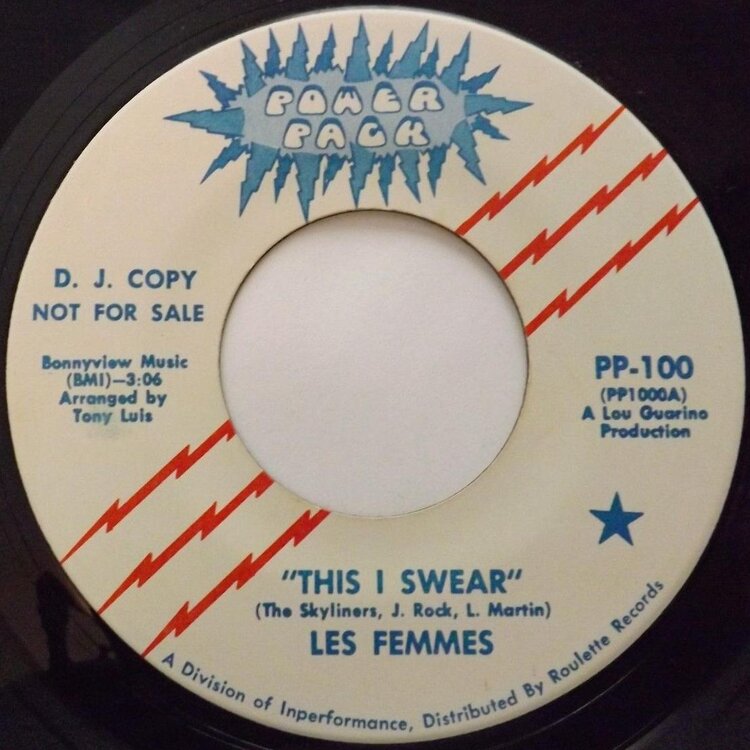 POWER
PACK
D. J. COPY
NOT FOR SALE
Bonnyview Music
(BMI)—3:06
Arranged by
Tony Luis
PP-100
(PP1000A)
A Lou Guarino
Production
"THIS I SWEAR"
(The Skyliners, J. Rock, L. Martin)
LES FEMMES
A Division of Inperformance, Distributed By Roulette Records